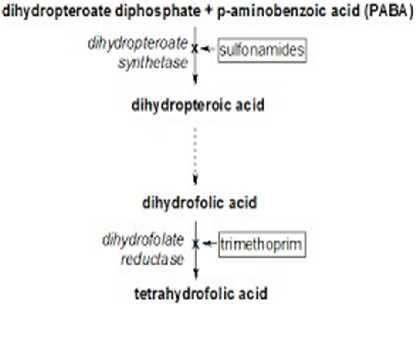 dihydropteroate diphosphate + p-aminobenzoic acid (PABA)
dihydropteroate
synthetase
sulfonamides
dihydropteroic acid
dihydrofolic acid
dihydrofolate
reductase
trimethoprim
tetrahydrofolic acid